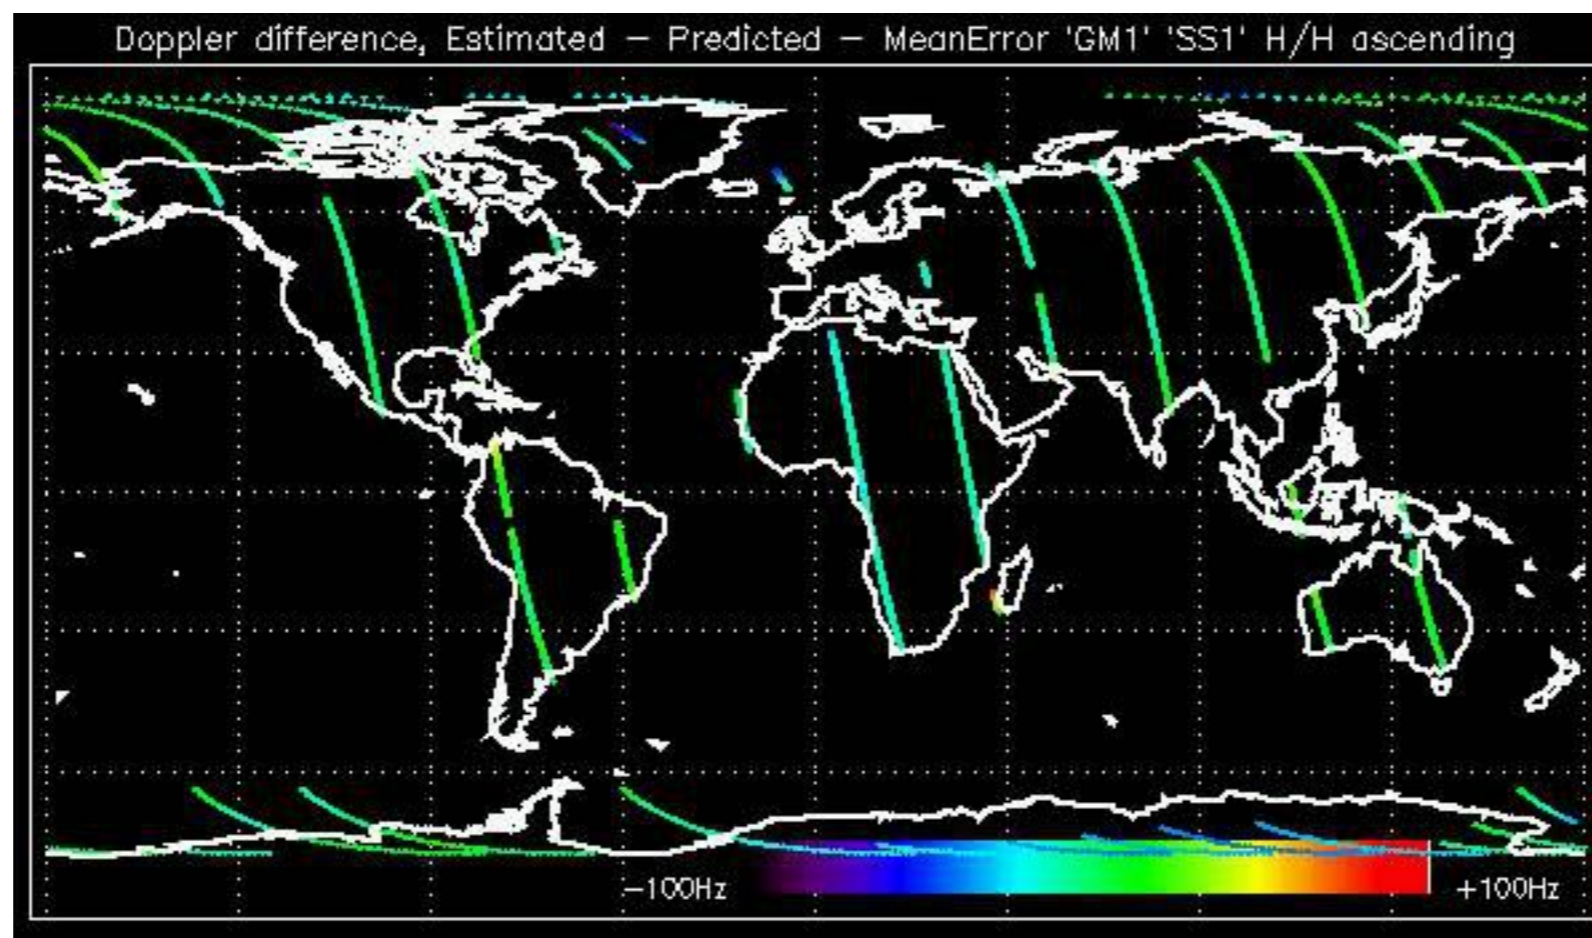 Doppler difference, Estimated – Predicted – MeanError 'GM1' 'SS1' H/H ascending
−100Hz
+100Hz